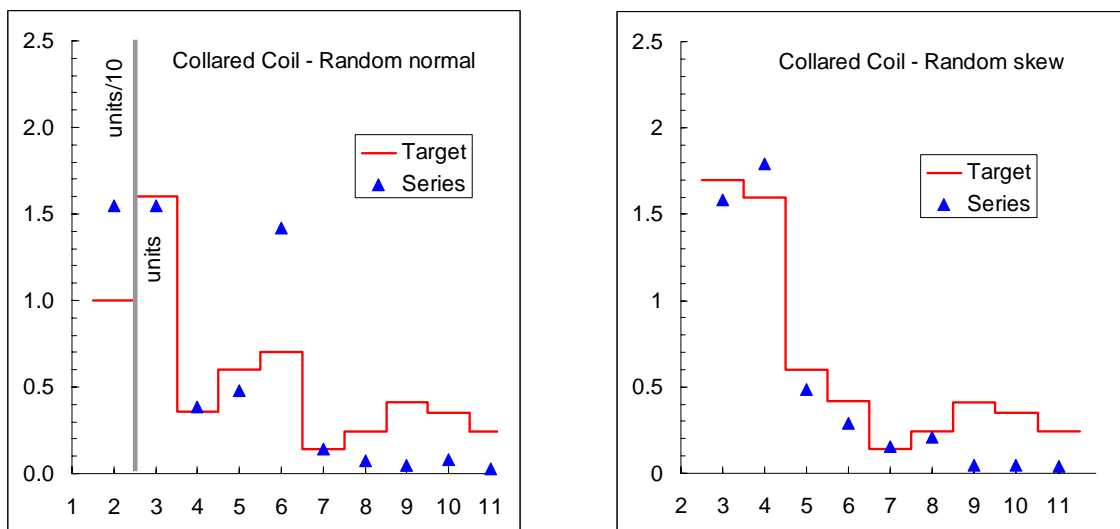 Collared Coil - Random normal
2.5
2.0
1.5
1.0
0.5
0.0
units/10
units
Target
Series
1 2 3 4 5 6 7 8 9 10 11
Collared Coil - Random skew
2.5
2
1.5
1
0.5
0
Target
Series
2 3 4 5 6 7 8 9 10 11